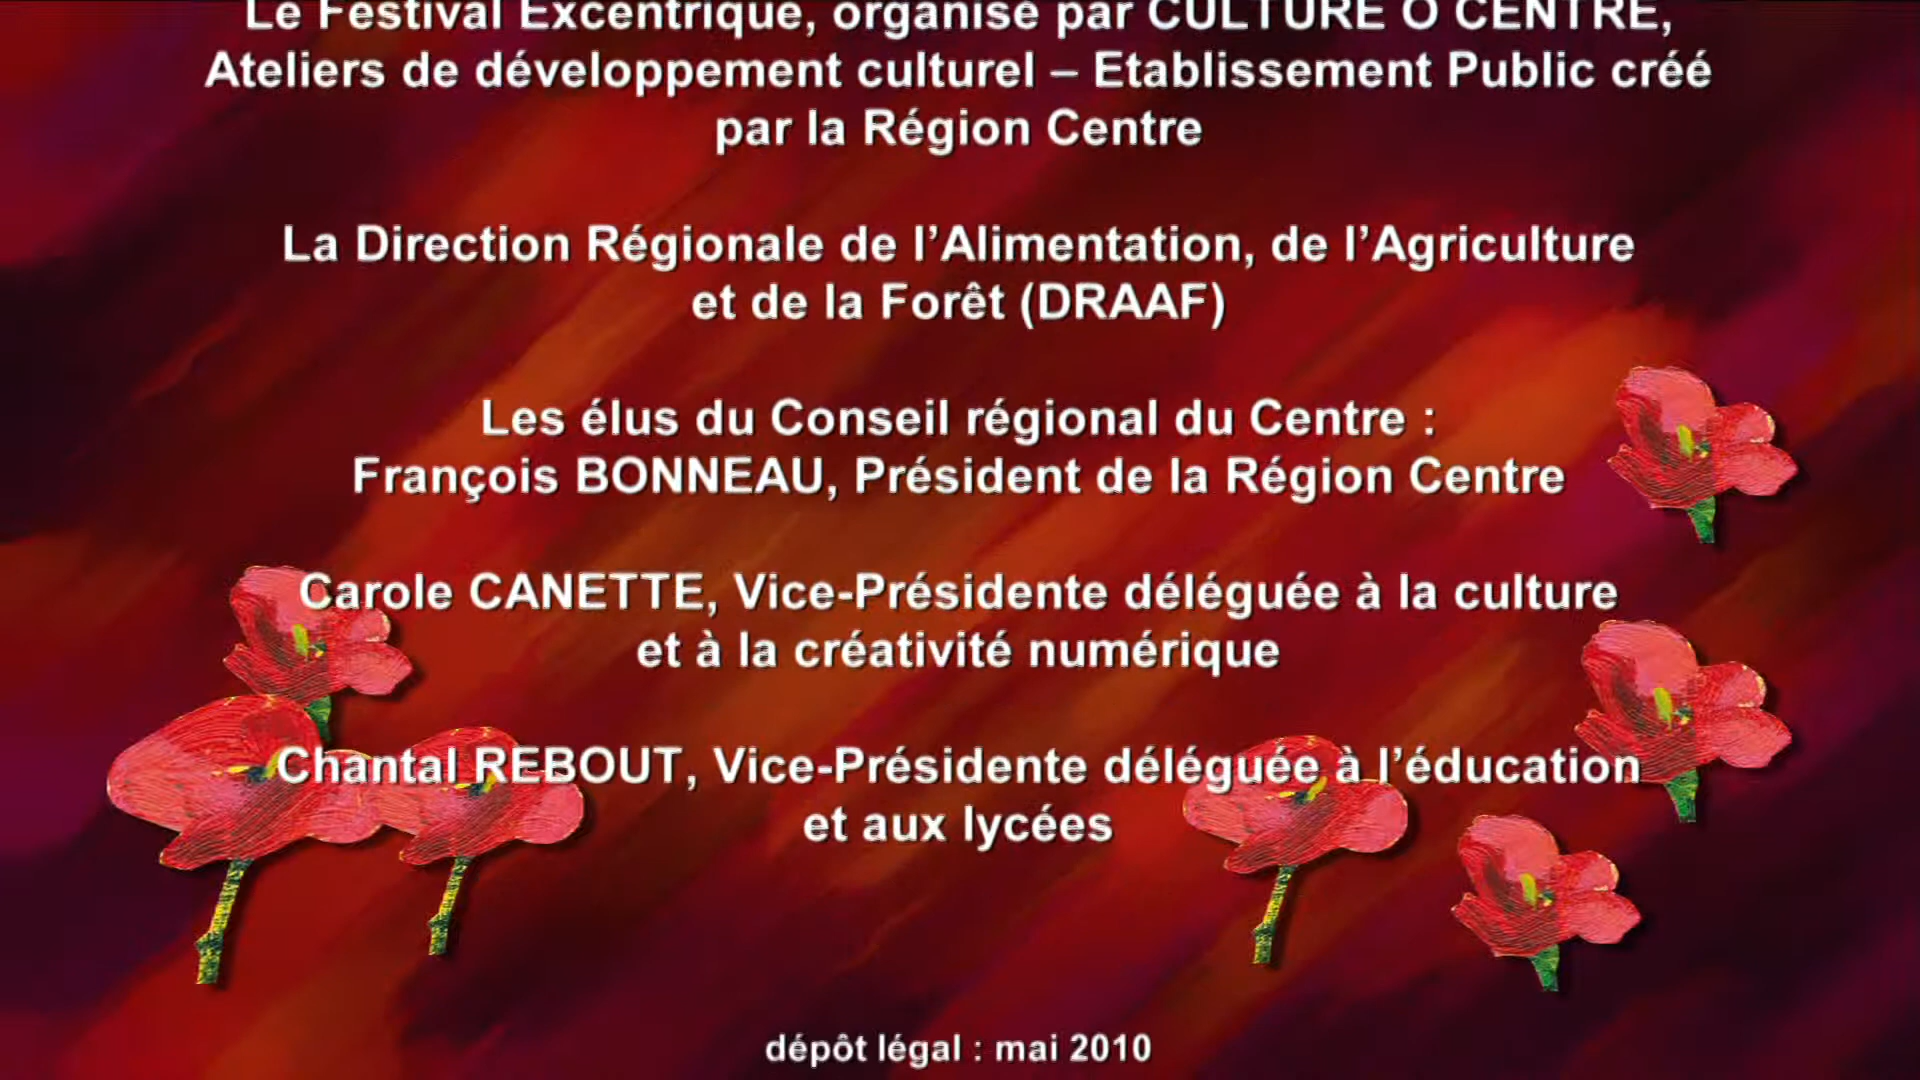 Le Festival Excentrique, organisé par CULTURE O CENTRE,
Ateliers de développement culturel – Etablissement Public créé
par la Région Centre
La Direction Régionale de l’Alimentation, de l’Agriculture
et de la Forêt (DRAAF)
Les élus du Conseil régional du Centre :
François BONNEAU, Président de la Région Centre
Carole CANETTE, Vice-Présidente déléguée à la culture
et à la créativité numérique
Chantal REBOUT, Vice-Présidente déléguée à l’éducation
et aux lycées
dépôt légal : mai 2010